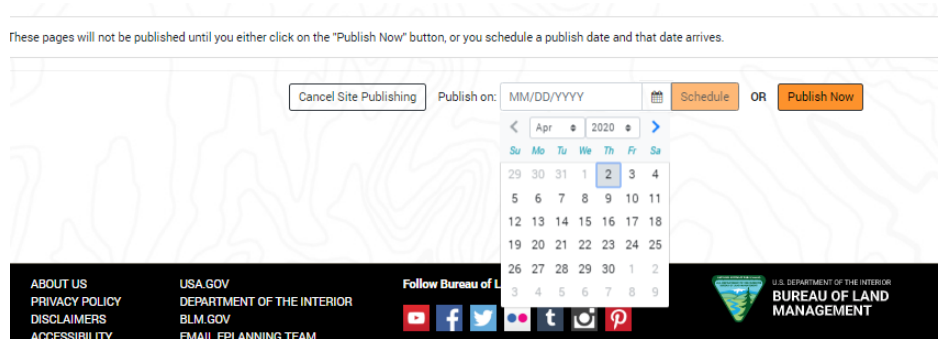 These pages will not be published until you either click on the "Publish Now" button, or you schedule a publish date and that date arrives.
Cancel Site Publishing Publish on: MM/DD/YYYY Schedule OR Publish Now
Apr 2020
Su Mo Tu We Th Fr Sa
29 30 31 1 2 3 4
5 6 7 8 9 10 11
12 13 14 15 16 17 18
19 20 21 22 23 24 25
26 27 28 29 30 1 2
3 4 5 6 7 8 9
ABOUT US
PRIVACY POLICY
DISCLAIMERS
ACCESSIBILITY
USA.GOV
DEPARTMENT OF THE INTERIOR
BLM.GOV
EMAIL EPLANNING TEAM
Follow Bureau of L
U.S. DEPARTMENT OF THE INTERIOR
BUREAU OF LAND
MANAGEMENT